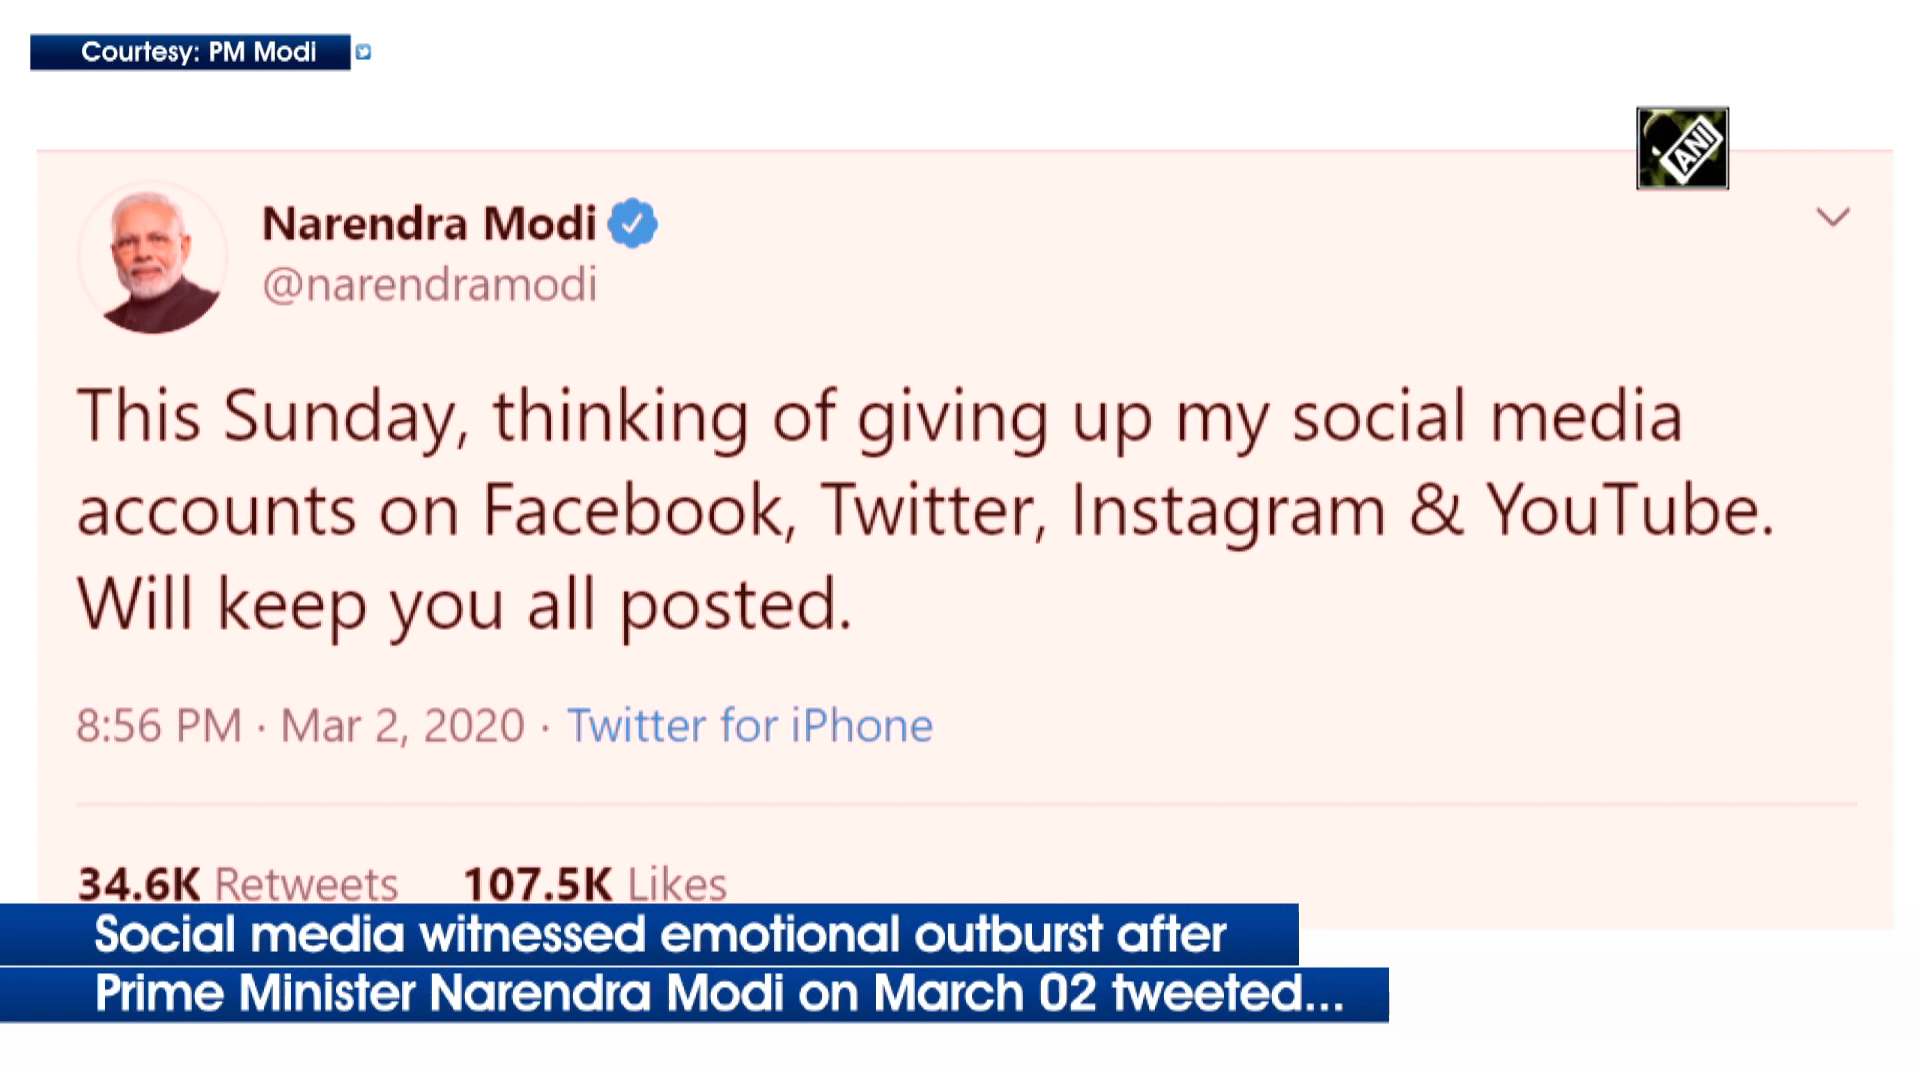 Courtesy: PM Modi
ANI
Narendra Modi
@narendramodi
This Sunday, thinking of giving up my social media
accounts on Facebook, Twitter, Instagram & YouTube.
Will keep you all posted.
8:56 PM · Mar 2, 2020 · Twitter for iPhone
34.6K Retweets 107.5K Likes
Social media witnessed emotional outburst after
Prime Minister Narendra Modi on March 02 tweeted...